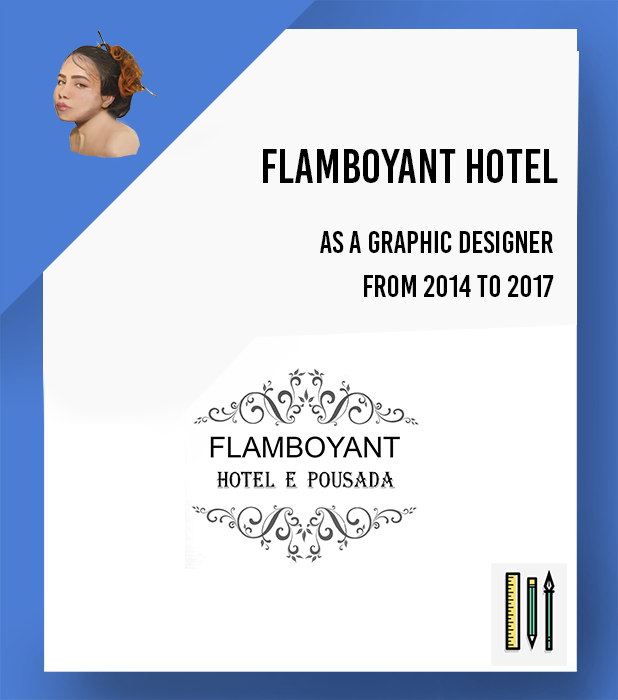 FLAMBOYANT HOTEL
AS A GRAPHIC DESIGNER
FROM 2014 TO 2017
FLAMBOYANT
HOTEL E POUSADA